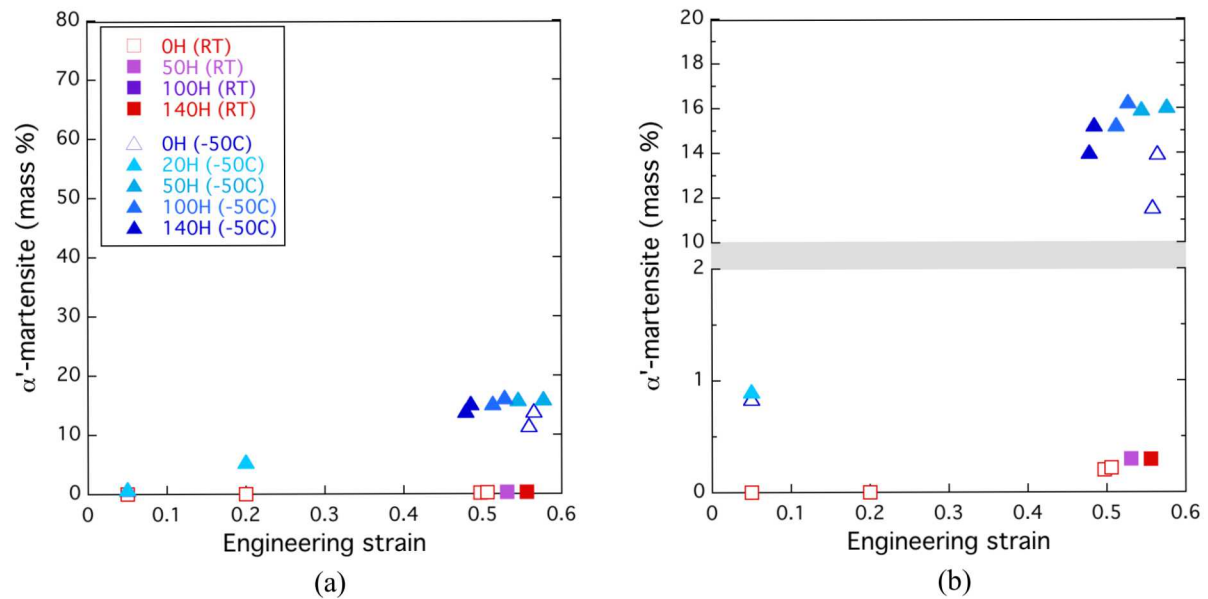 80
70
60
50
40
30
20
10
0
α'-martensite (mass %)
0H (RT)
50H (RT)
100H (RT)
140H (RT)
0H (-50C)
20H (-50C)
50H (-50C)
100H (-50C)
140H (-50C)
0 0.1 0.2 0.3 0.4 0.5 0.6
Engineering strain
(a)
20
18
16
14
12
10
2
1
0
α'-martensite (mass %)
0 0.1 0.2 0.3 0.4 0.5 0.6
Engineering strain
(b)